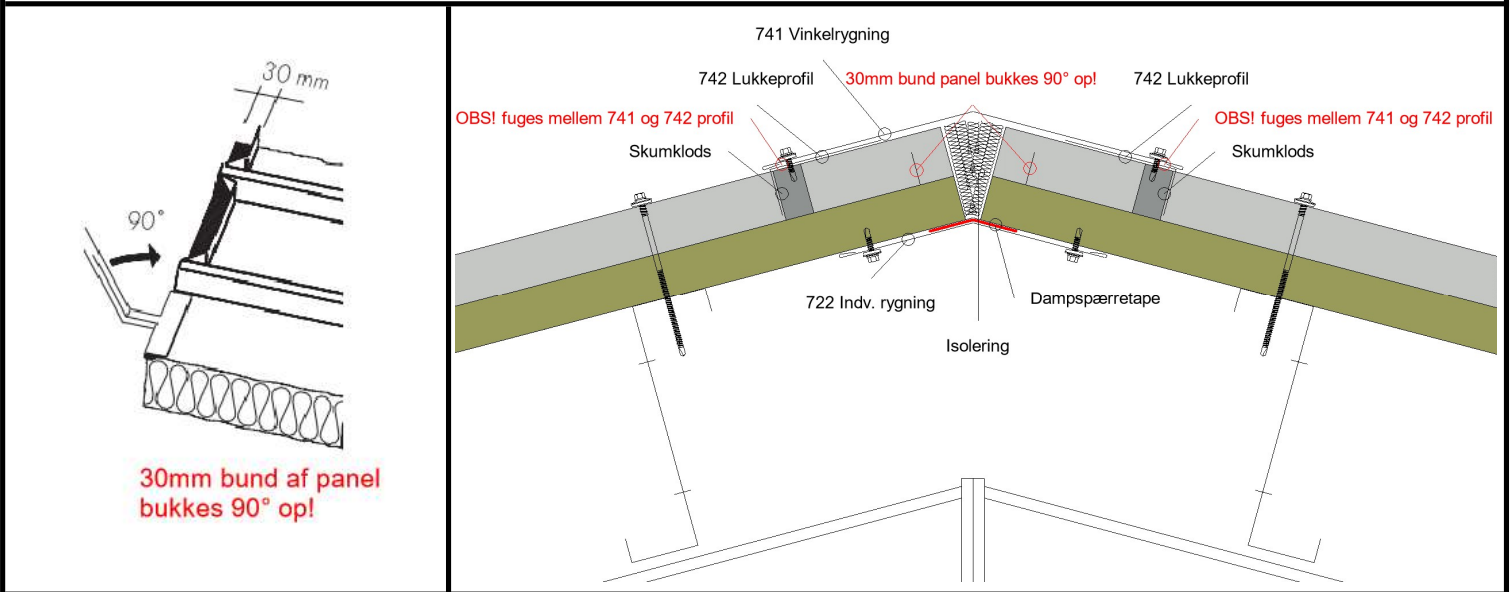 30 mm
90°
30mm bund af panel
bukkes 90° op!
741 Vinkelrygning
742 Lukkeprofil
30mm bund panel bukkes 90° op!
742 Lukkeprofil
OBS! fuges mellem 741 og 742 profil
OBS! fuges mellem 741 og 742 profil
Skumklods
Skumklods
722 Indv. rygning
Dampspærretape
Isolering